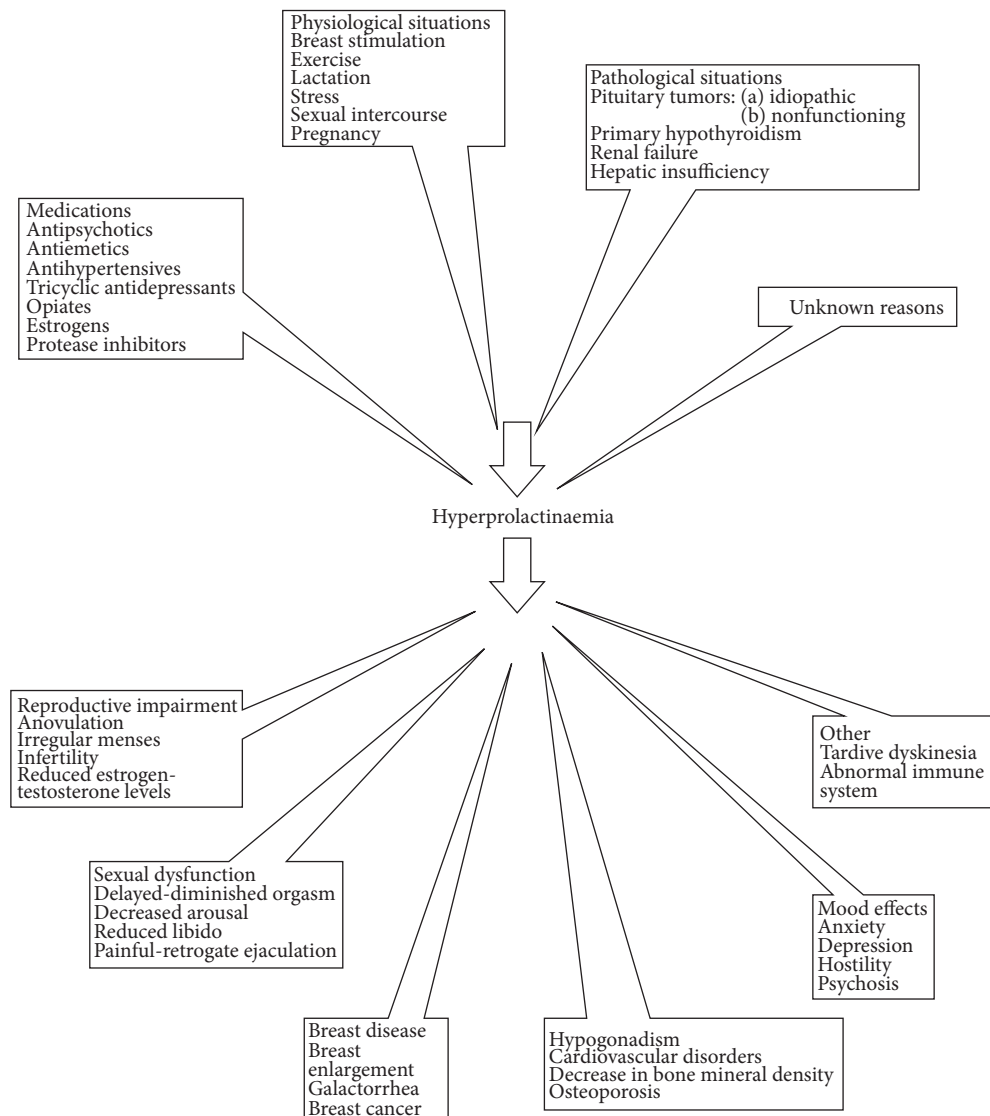 Physiological situations
Breast stimulation
Exercise
Lactation
Stress
Sexual intercourse
Pregnancy
Pathological situations
Pituitary tumors: (a) idiopathic
(b) nonfunctioning
Primary hypothyroidism
Renal failure
Hepatic insufficiency
Medications
Antipsychotics
Antiemetics
Antihypertensives
Tricyclic antidepressants
Opiates
Estrogens
Protease inhibitors
Unknown reasons
Hyperprolactinaemia
Reproductive impairment
Anovulation
Irregular menses
Infertility
Reduced estrogen-
testosterone levels
Other
Tardive dyskinesia
Abnormal immune
system
Sexual dysfunction
Delayed-diminished orgasm
Decreased arousal
Reduced libido
Painful-retrogate ejaculation
Mood effects
Anxiety
Depression
Hostility
Psychosis
Breast disease
Breast
enlargement
Galactorrhea
Breast cancer
Hypogonadism
Cardiovascular disorders
Decrease in bone mineral density
Osteoporosis